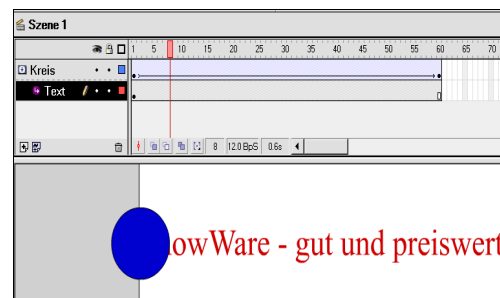 Szene 1
1 5 10 15 20 25 30 35 40 45 50 55 60 65 70
Kreis
Text
8 12.0 BpS 0.6s
owWare - gut und preiswert